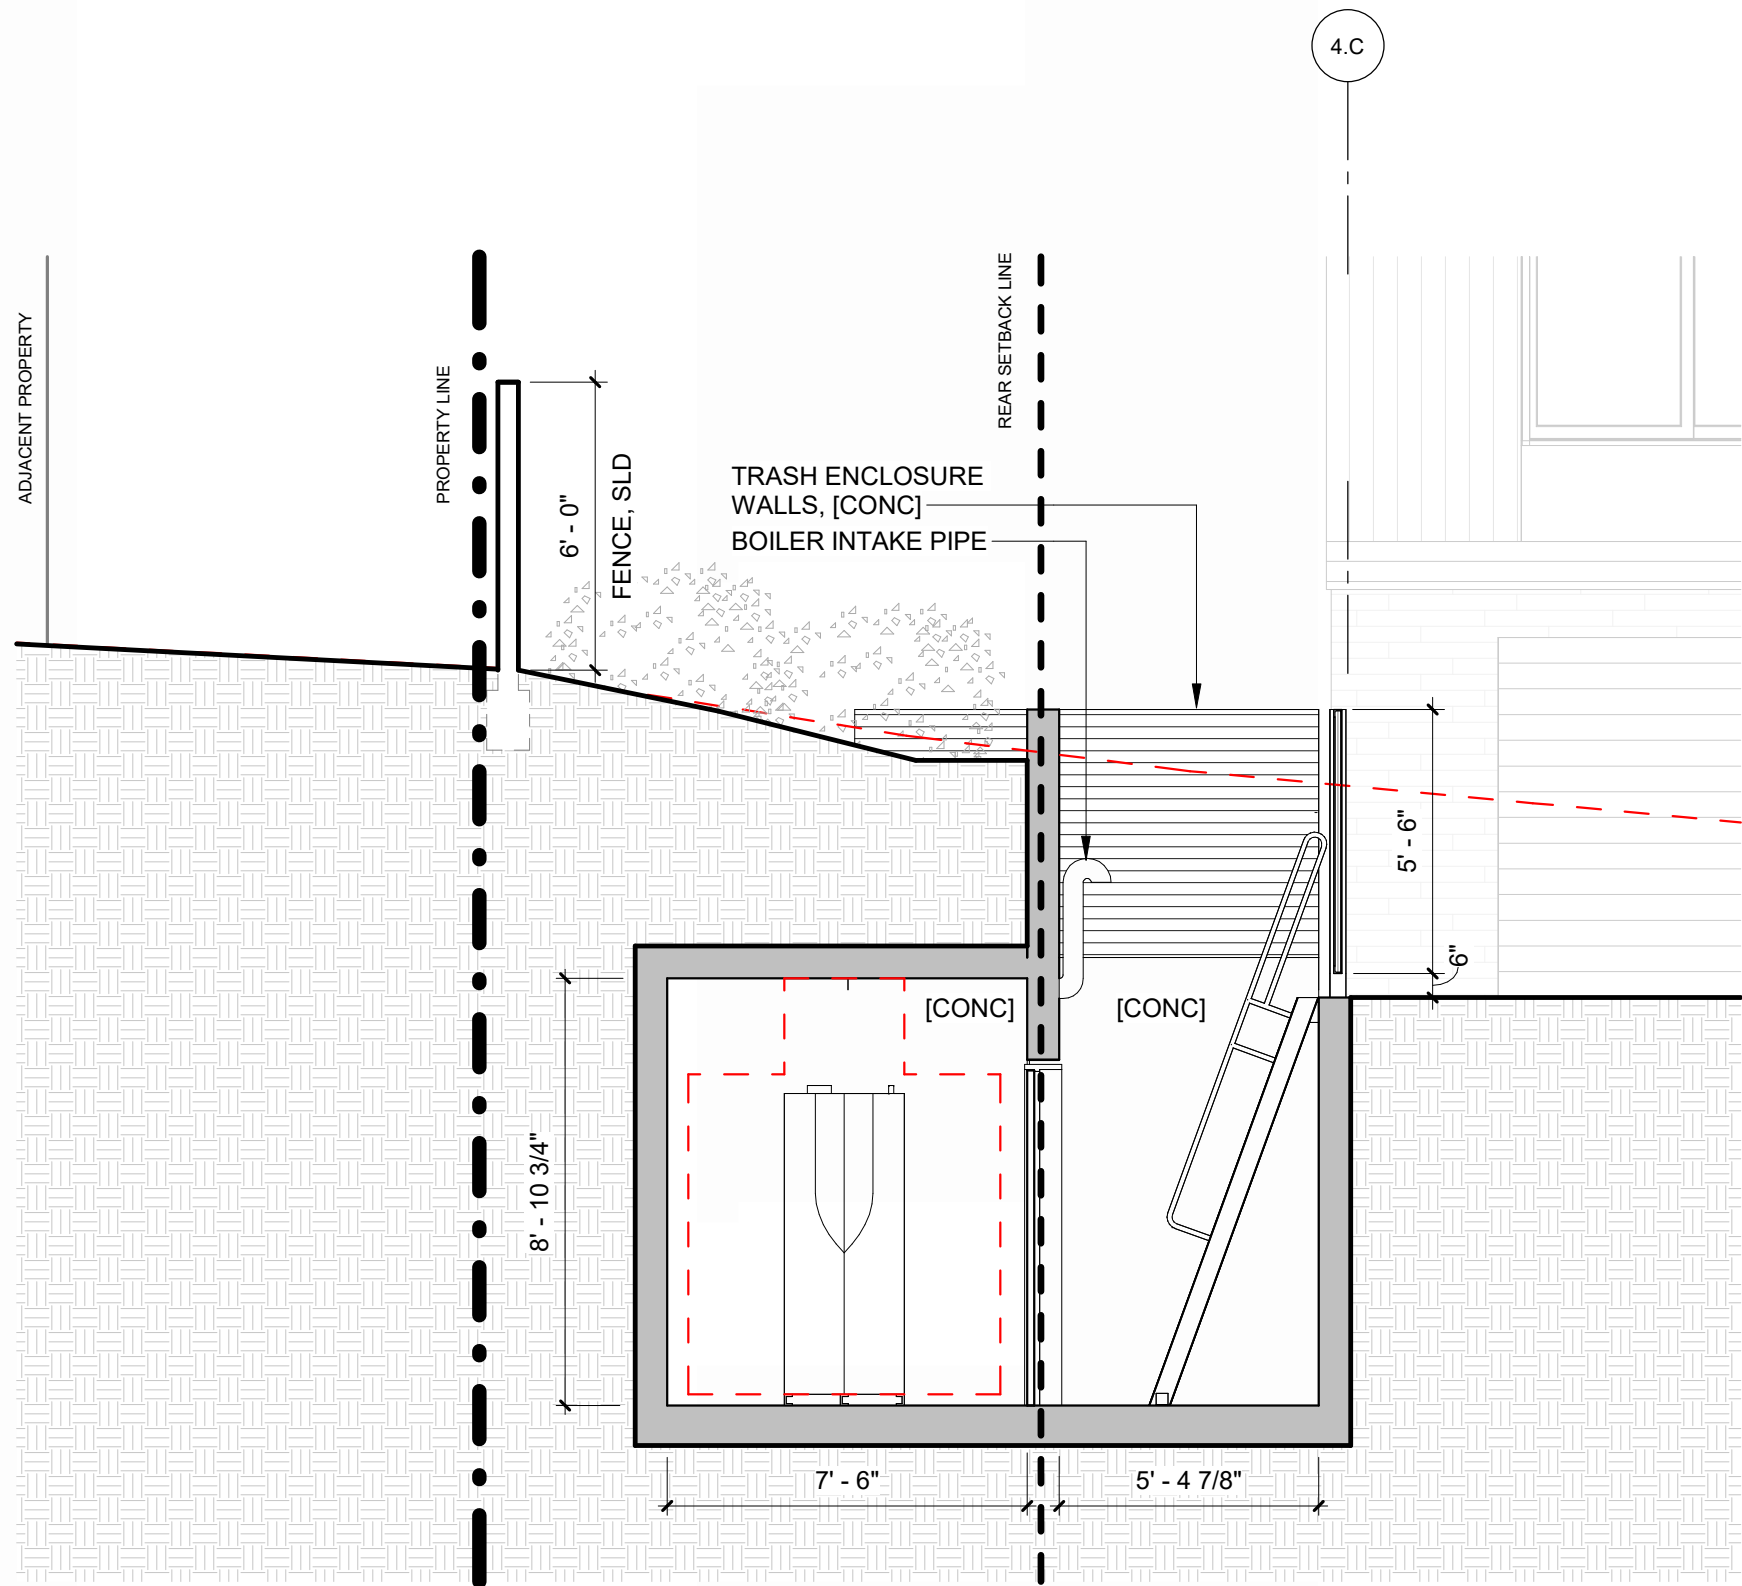 4.C
ADJACENT PROPERTY
PROPERTY LINE
REAR SETBACK LINE
6' - 0"
FENCE, SLD
TRASH ENCLOSURE
WALLS, [CONC]
BOILER INTAKE PIPE
5' - 6"
6"
[CONC]
[CONC]
8' - 10 3/4"
7' - 6"
5' - 4 7/8"